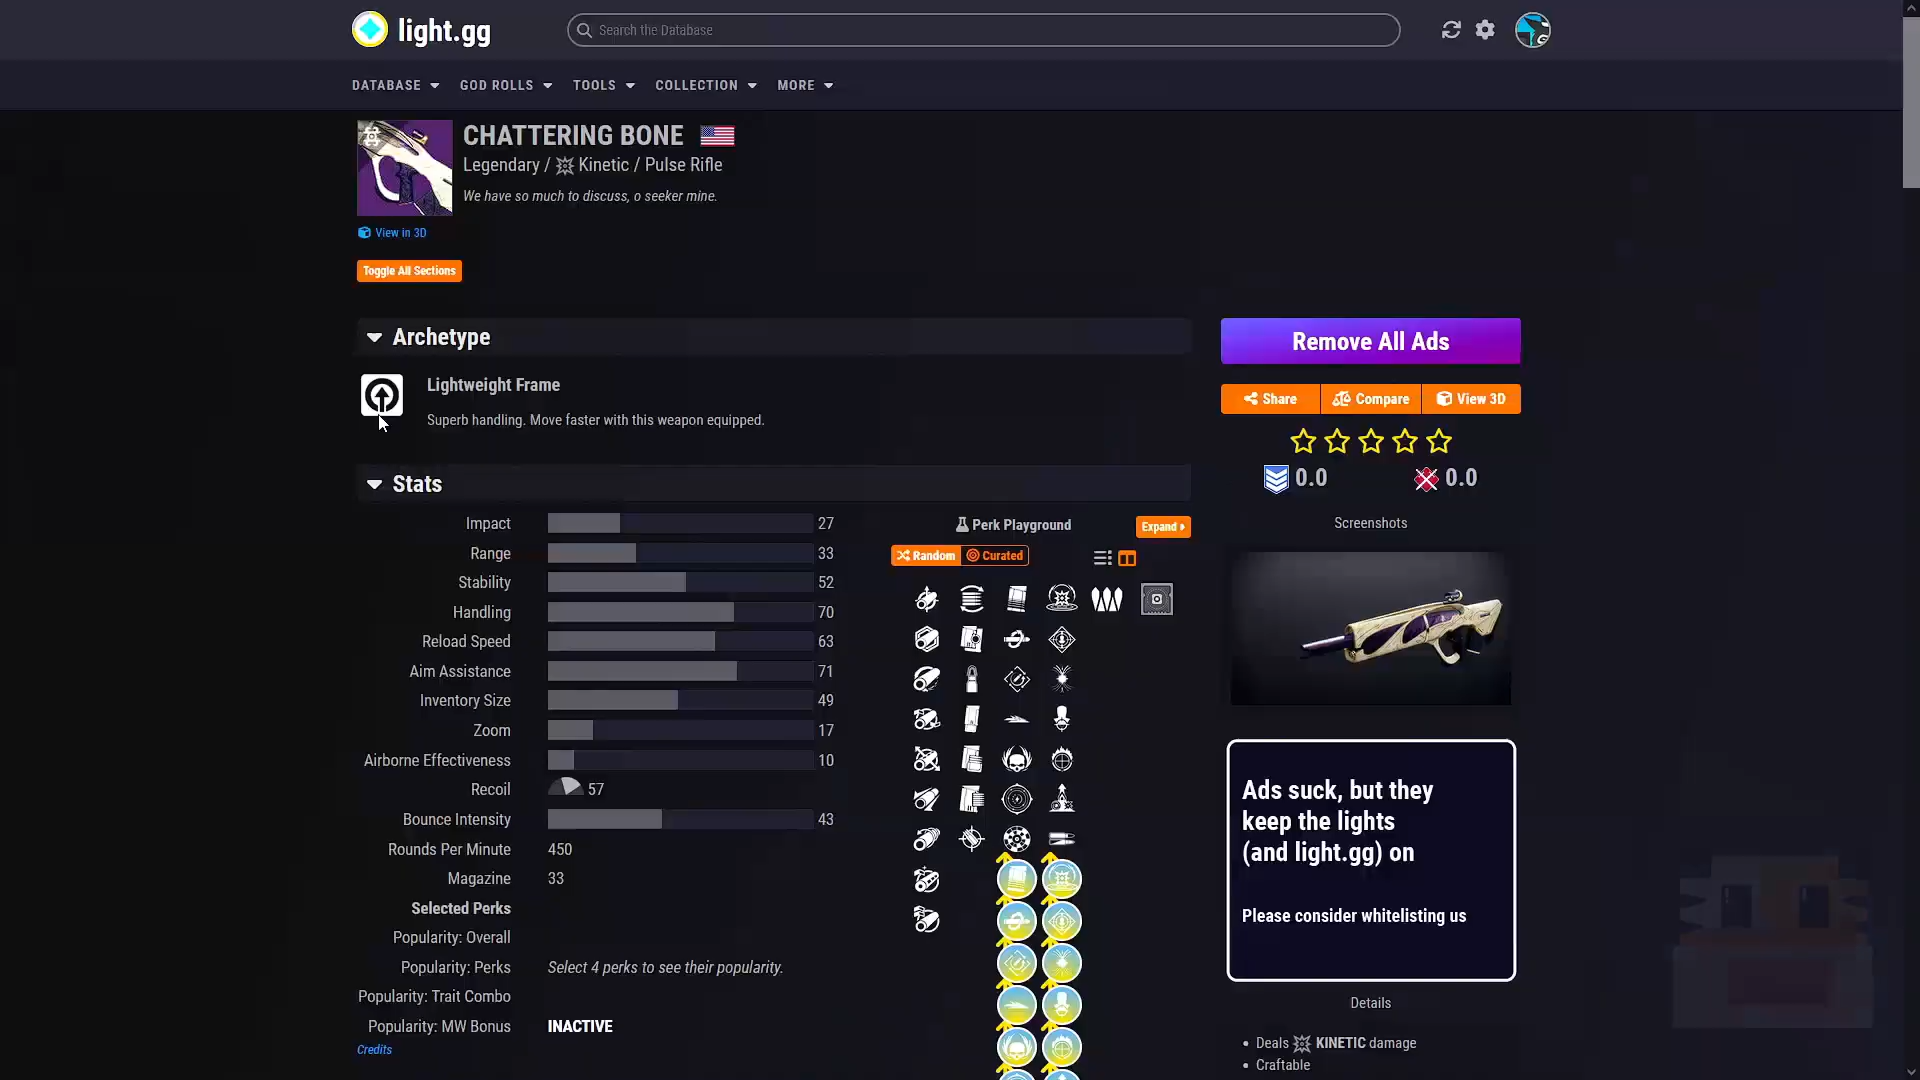 light.gg
Search the Database
DATABASE
GOD ROLLS
TOOLS
COLLECTION
MORE
CHATTERING BONE
Legendary / Kinetic / Pulse Rifle
We have so much to discuss, o seeker mine.
View in 3D
Toggle All Sections
Archetype
Lightweight Frame
Superb handling. Move faster with this weapon equipped.
Stats
Impact 27
Range 33
Stability 52
Handling 70
Reload Speed 63
Aim Assistance 71
Inventory Size 49
Zoom 17
Airborne Effectiveness 10
Recoil 57
Bounce Intensity 43
Rounds Per Minute 450
Magazine 33
Selected Perks
Popularity: Overall
Popularity: Perks Select 4 perks to see their popularity.
Popularity: Trait Combo
Popularity: MW Bonus INACTIVE
Credits
Perk Playground
Expand
Random
Curated
Remove All Ads
Share
Compare
View 3D
0.0
0.0
Screenshots
Ads suck, but they
keep the lights
(and light.gg) on
Please consider whitelisting us
Details
Deals KINETIC damage
Craftable